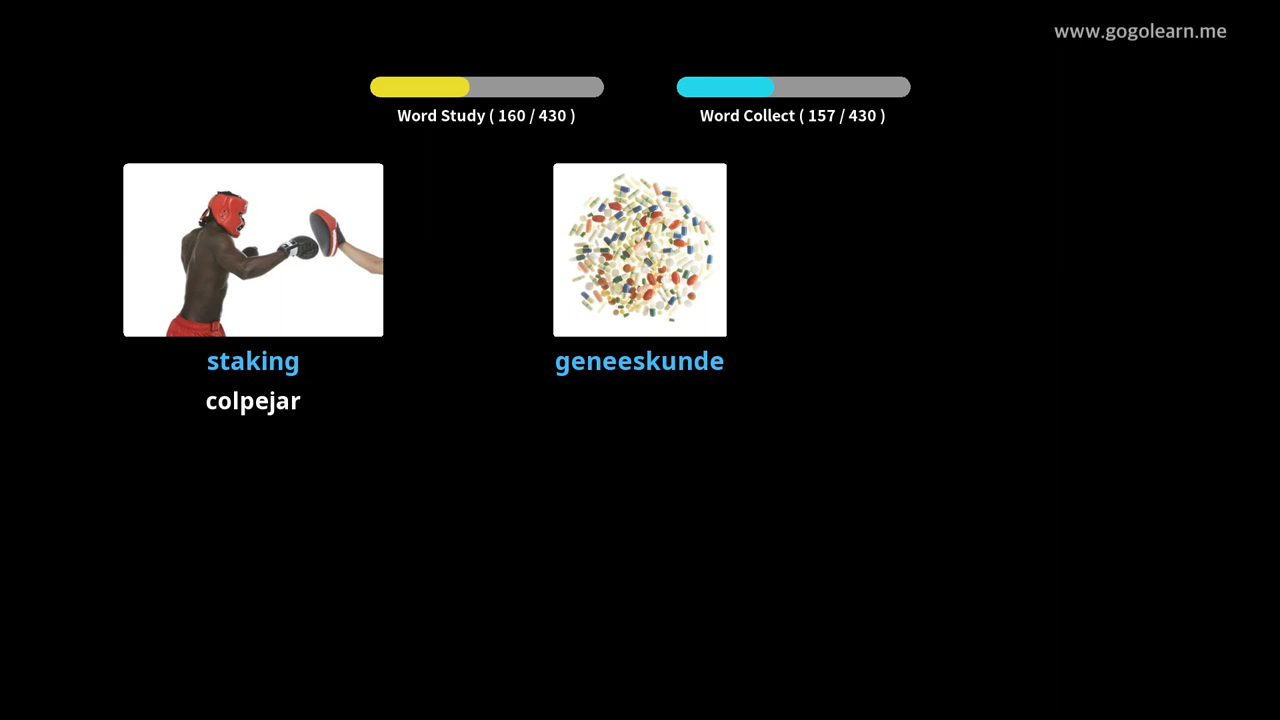 www.gogolearn.me
Word Study ( 160 / 430 )
Word Collect ( 157 / 430 )
staking
geneeskunde
colpejar